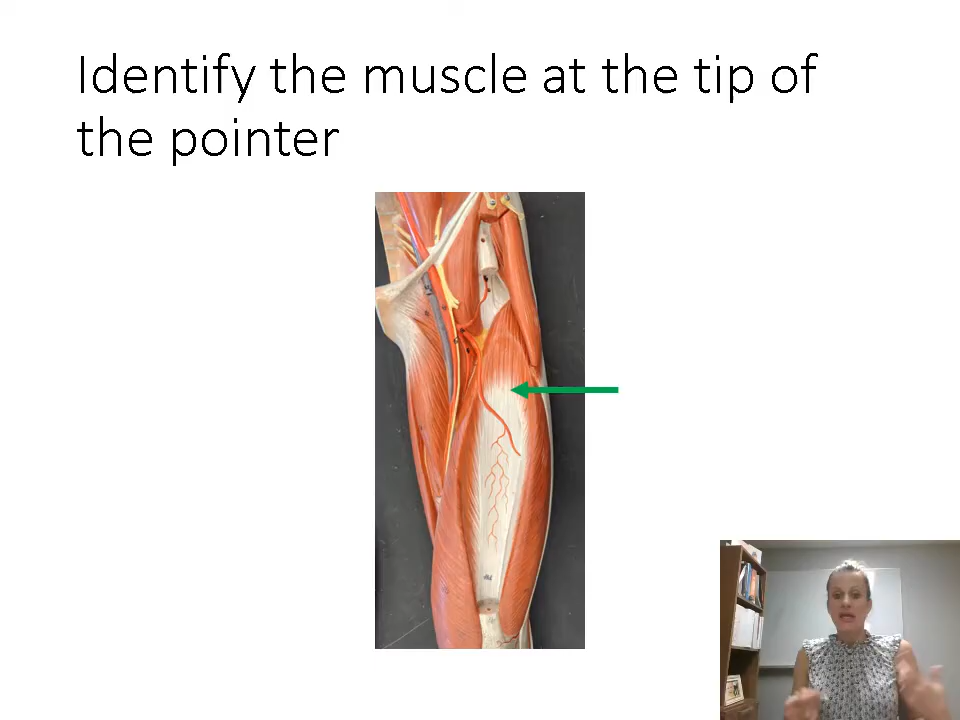 Identify the muscle at the tip of
the pointer